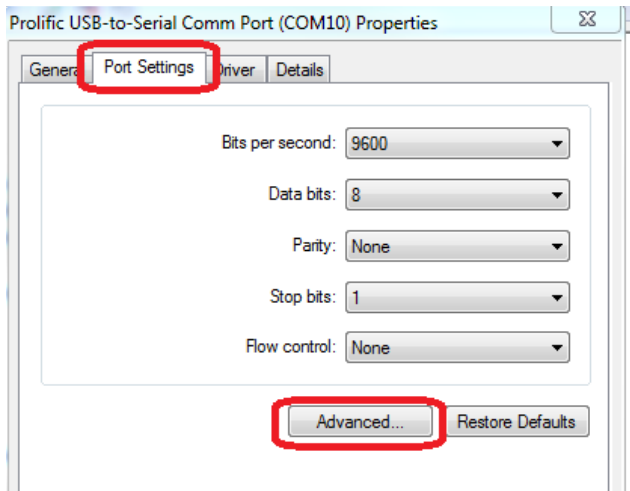 Prolific USB-to-Serial Comm Port (COM10) Properties
General Port Settings Driver Details
Bits per second: 9600
Data bits: 8
Parity: None
Stop bits: 1
Flow control: None
Advanced... Restore Defaults